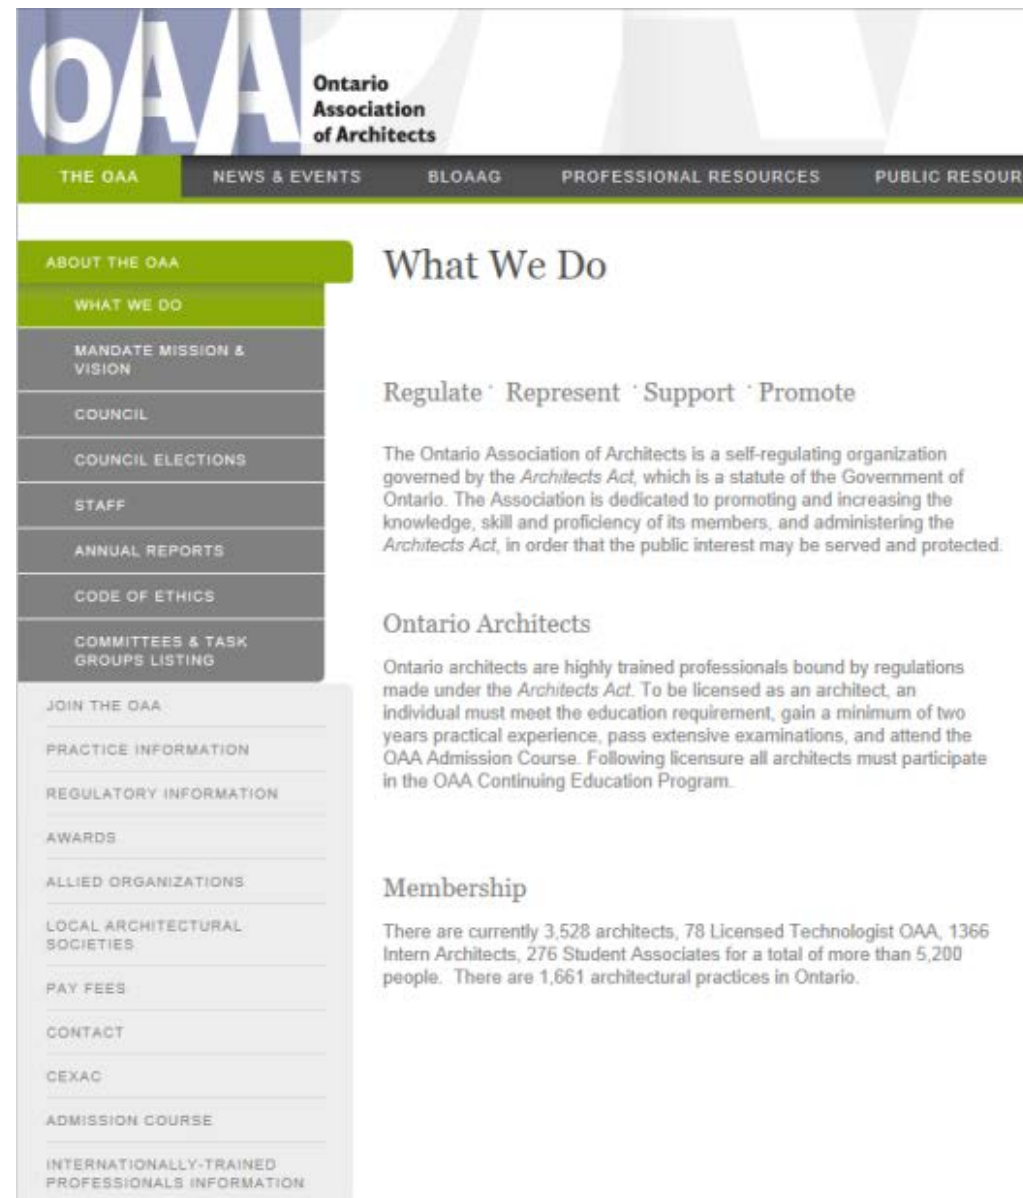 OAA
Ontario
Association
of Architects
THE OAA
NEWS & EVENTS
BLOAAG
PROFESSIONAL RESOURCES
PUBLIC RESOUR
ABOUT THE OAA
WHAT WE DO
MANDATE MISSION &
VISION
COUNCIL
COUNCIL ELECTIONS
STAFF
ANNUAL REPORTS
CODE OF ETHICS
COMMITTEES & TASK
GROUPS LISTING
JOIN THE OAA
PRACTICE INFORMATION
REGULATORY INFORMATION
AWARDS
ALLIED ORGANIZATIONS
LOCAL ARCHITECTURAL
SOCIETIES
PAY FEES
CONTACT
CEXAC
ADMISSION COURSE
INTERNATIONALLY-TRAINED
PROFESSIONALS INFORMATION
What We Do
Regulate · Represent · Support · Promote
The Ontario Association of Architects is a self-regulating organization
governed by the Architects Act, which is a statute of the Government of
Ontario. The Association is dedicated to promoting and increasing the
knowledge, skill and proficiency of its members, and administering the
Architects Act, in order that the public interest may be served and protected.
Ontario Architects
Ontario architects are highly trained professionals bound by regulations
made under the Architects Act. To be licensed as an architect, an
individual must meet the education requirement, gain a minimum of two
years practical experience, pass extensive examinations, and attend the
OAA Admission Course. Following licensure all architects must participate
in the OAA Continuing Education Program.
Membership
There are currently 3,528 architects, 78 Licensed Technologist OAA, 1366
Intern Architects, 276 Student Associates for a total of more than 5,200
people. There are 1,661 architectural practices in Ontario.